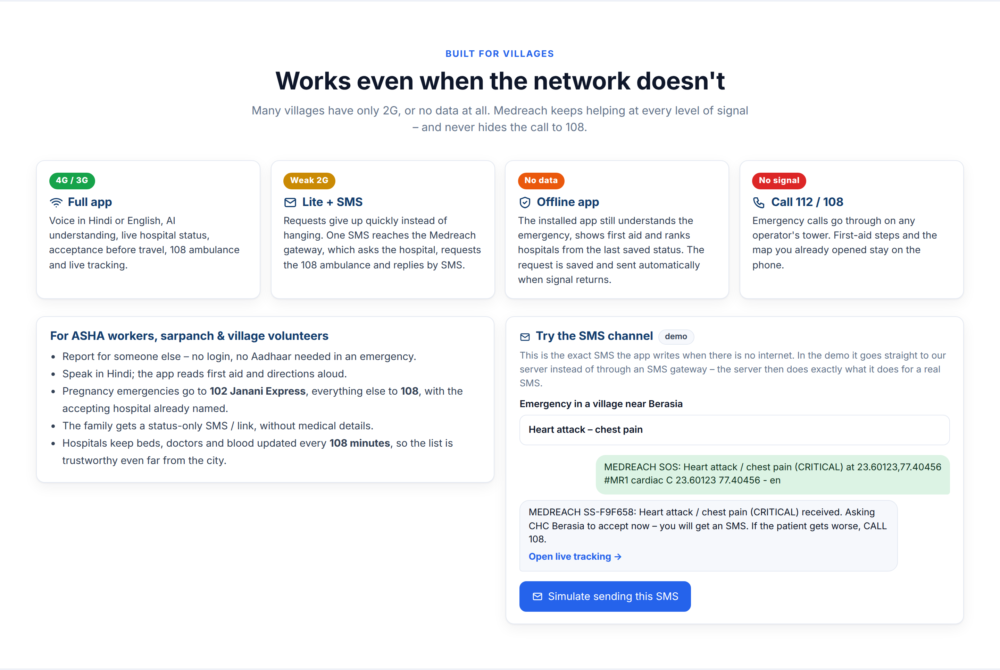 BUILT FOR VILLAGES
Works even when the network doesn't
Many villages have only 2G, or no data at all. Medreach keeps helping at every level of signal
– and never hides the call to 108.
4G / 3G
Full app
Voice in Hindi or English, AI
understanding, live hospital status,
acceptance before travel, 108 ambulance
and live tracking.
Weak 2G
Lite + SMS
Requests give up quickly instead of
hanging. One SMS reaches the Medreach
gateway, which asks the hospital, requests
the 108 ambulance and replies by SMS.
No data
Offline app
The installed app still understands the
emergency, shows first aid and ranks
hospitals from the last saved status. The
request is saved and sent automatically
when signal returns.
No signal
Call 112 / 108
Emergency calls go through on any
operator's tower. First-aid steps and the
map you already opened stay on the
phone.
For ASHA workers, sarpanch & village volunteers
• Report for someone else – no login, no Aadhaar needed in an emergency.
• Speak in Hindi; the app reads first aid and directions aloud.
• Pregnancy emergencies go to 102 Janani Express, everything else to 108, with the
accepting hospital already named.
• The family gets a status-only SMS / link, without medical details.
• Hospitals keep beds, doctors and blood updated every 108 minutes, so the list is
trustworthy even far from the city.
Try the SMS channel demo
This is the exact SMS the app writes when there is no internet. In the demo it goes straight to our
server instead of through an SMS gateway – the server then does exactly what it does for a real
SMS.
Emergency in a village near Berasia
Heart attack – chest pain
MEDREACH SOS: Heart attack / chest pain (CRITICAL) at 23.60123,77.40456
#MR1 cardiac C 23.60123 77.40456 - en
MEDREACH SS-F9F658: Heart attack / chest pain (CRITICAL) received. Asking
CHC Berasia to accept now – you will get an SMS. If the patient gets worse, CALL
108.
Open live tracking →
Simulate sending this SMS